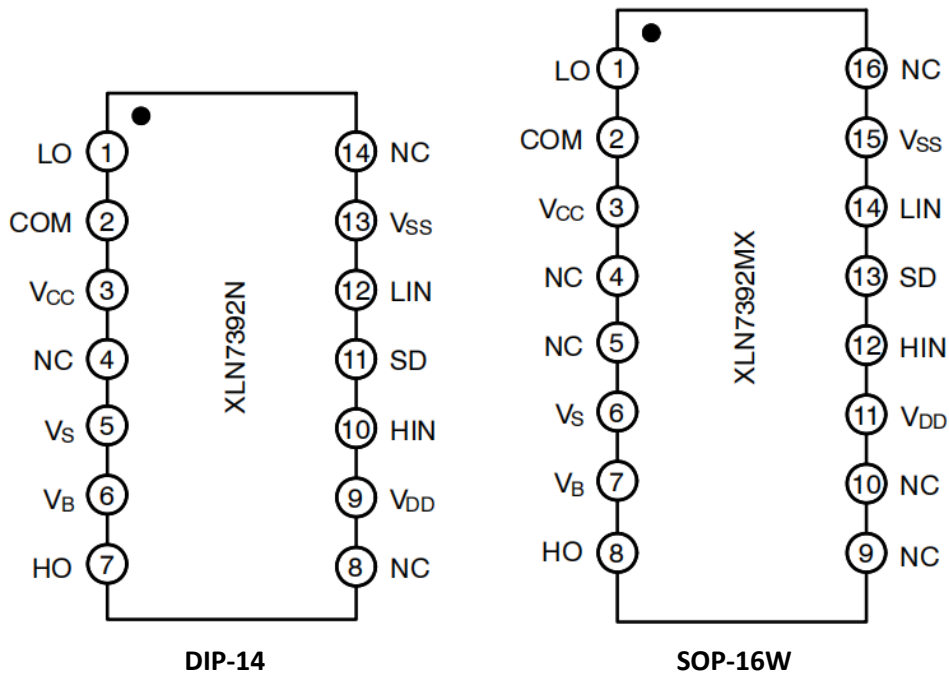 LO 1
COM 2
VCC 3
NC 4
VS 5
VB 6
HO 7
14 NC
13 VSS
12 LIN
11 SD
10 HIN
9 VDD
8 NC
XLN7392N
DIP-14
LO 1
COM 2
VCC 3
NC 4
NC 5
VS 6
VB 7
HO 8
16 NC
15 VSS
14 LIN
13 SD
12 HIN
11 VDD
10 NC
9 NC
XLN7392MX
SOP-16W